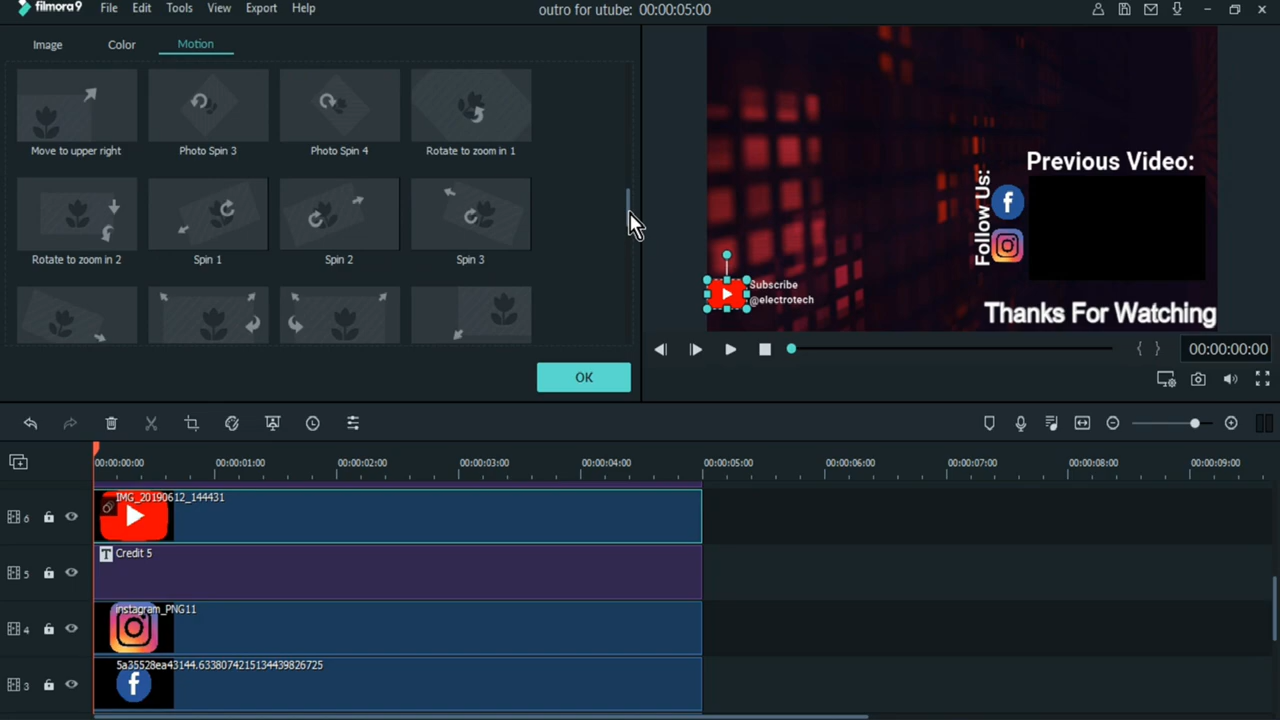 filmora9 File Edit Tools View Export Help outro for utube: 00:00:05:00
Image Color Motion
Move to upper right Photo Spin 3 Photo Spin 4 Rotate to zoom in 1
Rotate to zoom in 2 Spin 1 Spin 2 Spin 3
OK
Previous Video:
Follow Us:
Subscribe
@electrotech
Thanks For Watching
00:00:00:00
00:00:00:00 00:00:01:00 00:00:02:00 00:00:03:00 00:00:04:00 00:00:05:00 00:00:06:00 00:00:07:00 00:00:08:00 00:00:09:00
6 IMG_20190612_144431
5 T Credit 5
4 instagram_PNG11
3 5a35528ea43144.6338074215134439826725